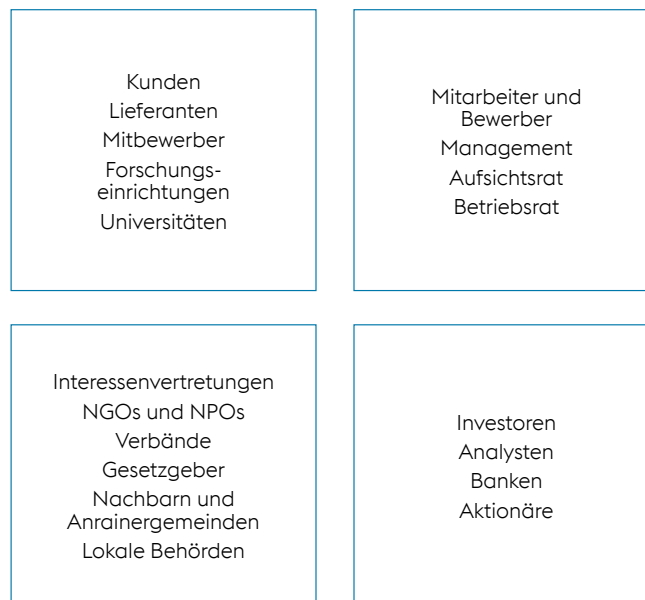 Kunden
Lieferanten
Mitbewerber
Forschungs-
einrichtungen
Universitäten
Mitarbeiter und
Bewerber
Management
Aufsichtsrat
Betriebsrat
Interessenvertretungen
NGOs und NPOs
Verbände
Gesetzgeber
Nachbarn und
Anrainergemeinden
Lokale Behörden
Investoren
Analysten
Banken
Aktionäre